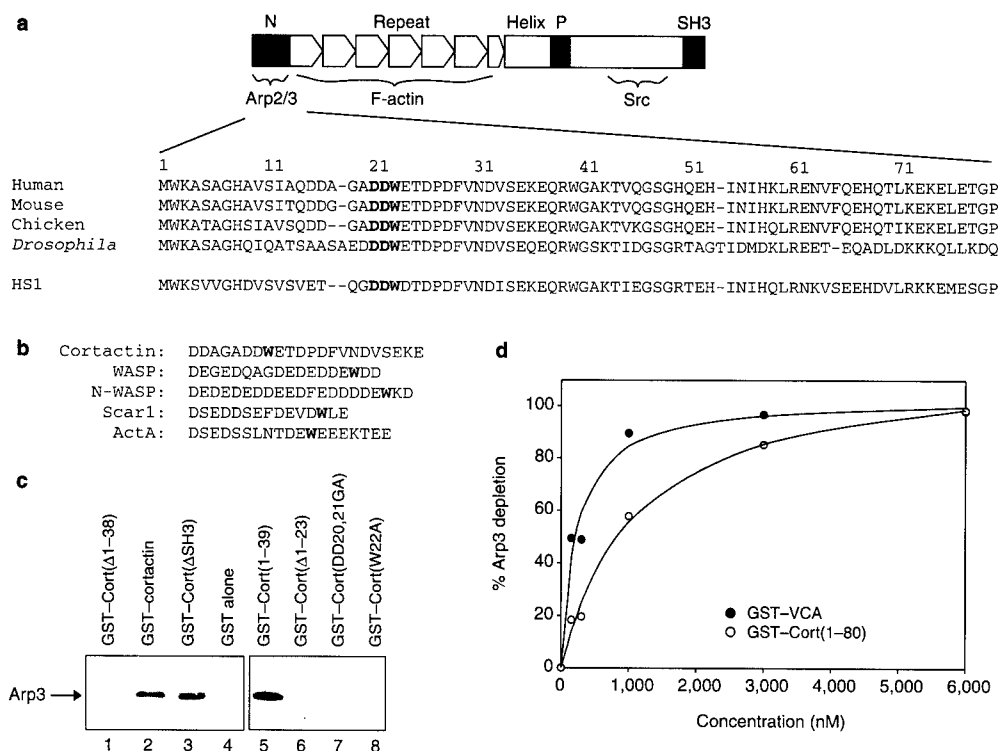 a
N Repeat Helix P SH3
Arp2/3 F-actin Src
1 11 21 31 41 51 61 71
Human MWKASAGHAVSIAQDDA-GADDWETDPDFVNDVSEKEQRWGAKTVQGSGHQEH-INIHKLRENVFQEHQTLKEKELETGP
Mouse MWKASAGHAVSITQDDG-GADDWETDPDFVNDVSEKEQRWGAKTVQGSGHQEH-INIHKLRENVFQEHQTLKEKELETGP
Chicken MWKATAGHSIAVSQDD--GADDWETDPDFVNDVSEKEQRWGAKTVKGSGHQEH-INIHQLRENVFQEHQTIKEKELETGP
Drosophila MWKASAGHQIQATSAASAEDDDWETDPDFVNDVSEQEQRWGSKTIDGSGRTAGTIDMDKLREET-EQADLDKKKQLLKDQ
HS1 MWKSVVGHDVSVSVET--QGDDWDTDPDFVNDISEKEQRWGAKTIEGSGRTEH-INIHQLRNKVSEEHDVLRKKEMESGP
b
Cortactin: DDAGADDWETDPDFVNDVSEKE
WASP: DEGEDQAGDEDEDDEWDD
N-WASP: DEDEDEDDEEDFEDDDDEWKD
Scar1: DSEDDSEFDEVDWLE
ActA: DSEDSSLNTDEWEEEKTEE
c
GST–Cort(Δ1–38)
GST–cortactin
GST–Cort(ΔSH3)
GST alone
GST–Cort(1–39)
GST–Cort(Δ1–23)
GST–Cort(DD20,21GA)
GST–Cort(W22A)
Arp3
1 2 3 4 5 6 7 8
d
% Arp3 depletion
100
80
60
40
20
0
GST–VCA
GST–Cort(1–80)
0 1,000 2,000 3,000 4,000 5,000 6,000
Concentration (nM)